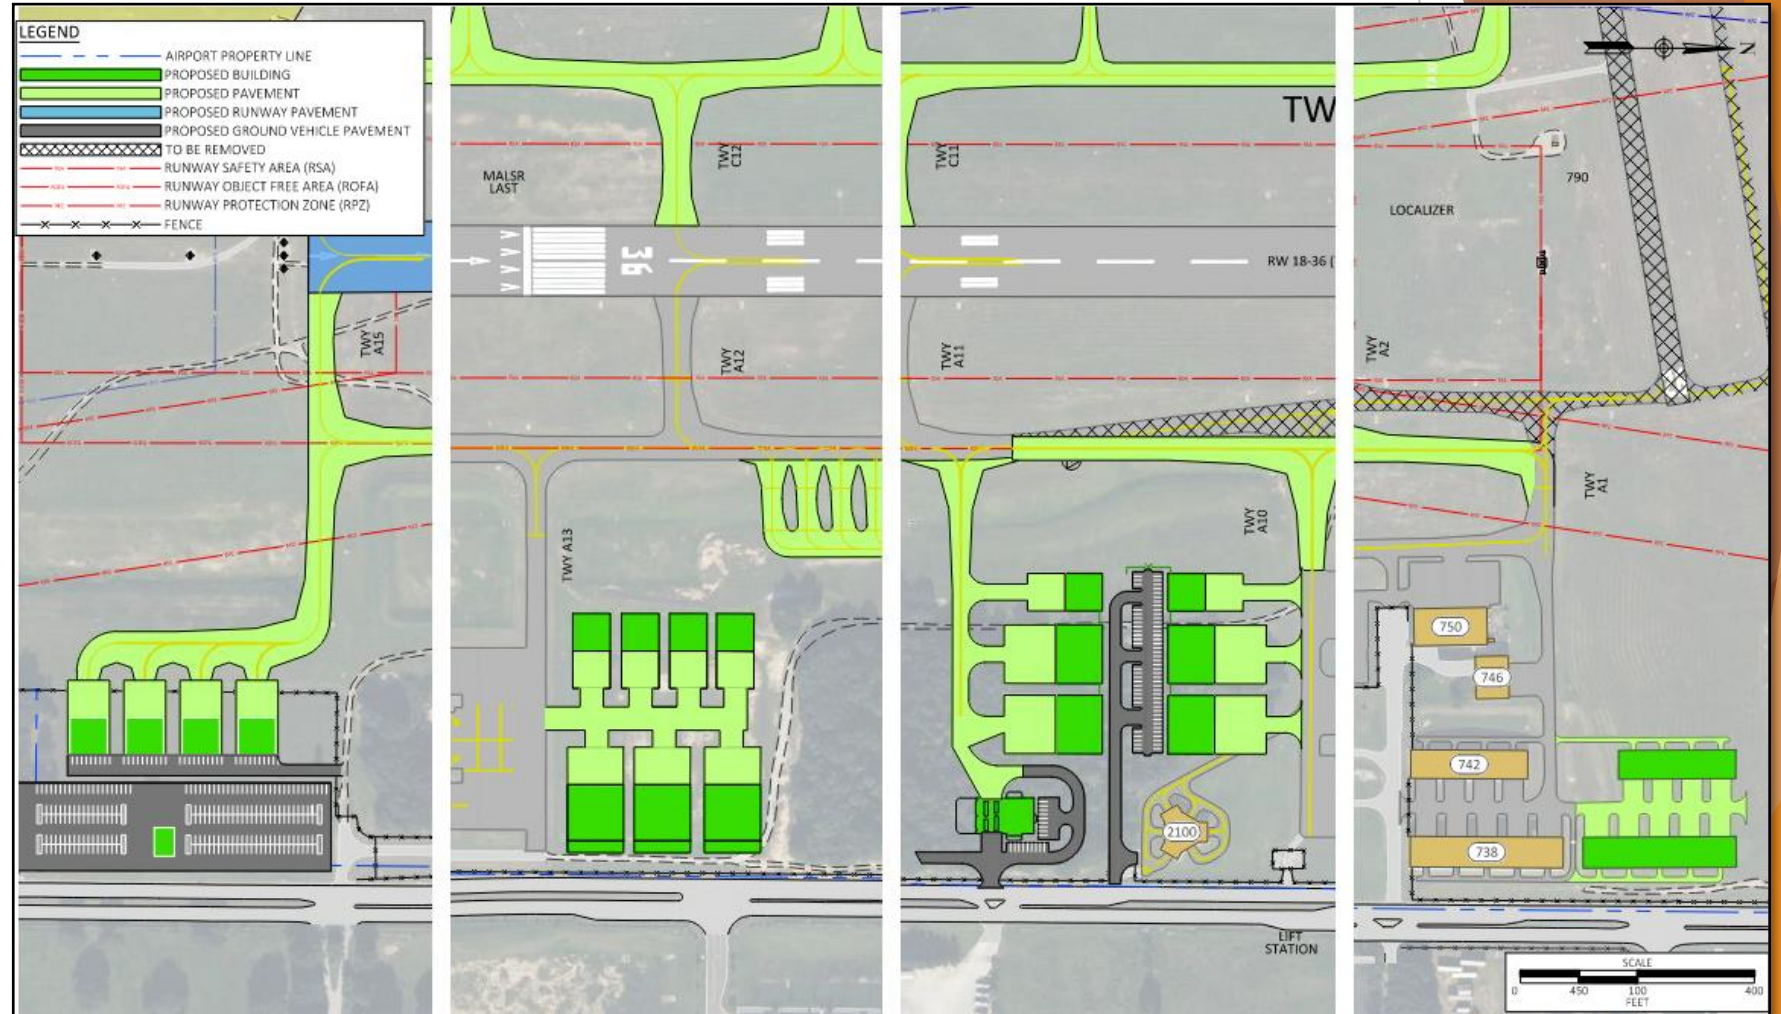 LEGEND
AIRPORT PROPERTY LINE
PROPOSED BUILDING
PROPOSED PAVEMENT
PROPOSED RUNWAY PAVEMENT
PROPOSED GROUND VEHICLE PAVEMENT
TO BE REMOVED
RUNWAY SAFETY AREA (RSA)
RUNWAY OBJECT FREE AREA (ROFA)
RUNWAY PROTECTION ZONE (RPZ)
FENCE
TWY
A15
MALSR
LAST
TWY
C12
36
TWY
A12
TWY A13
TWY
C11
TW
RW 18-36 (
TWY
A11
TWY
A10
2100
LIFT
STATION
N
790
LOCALIZER
TWY
A2
TWY
A1
750
746
742
738
SCALE
0 450 100 400
FEET